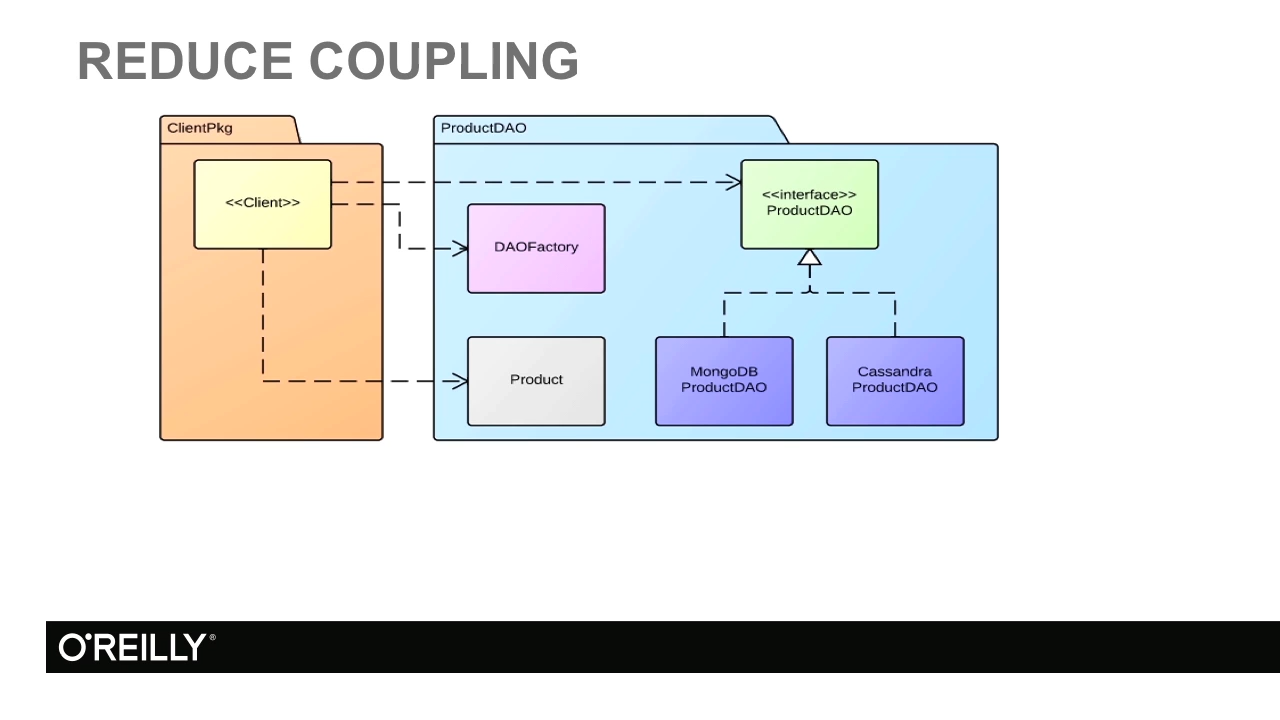 REDUCE COUPLING
ClientPkg
ProductDAO
<<Client>>
<<interface>>
ProductDAO
DAOFactory
Product
MongoDB
ProductDAO
Cassandra
ProductDAO
O'REILLY®